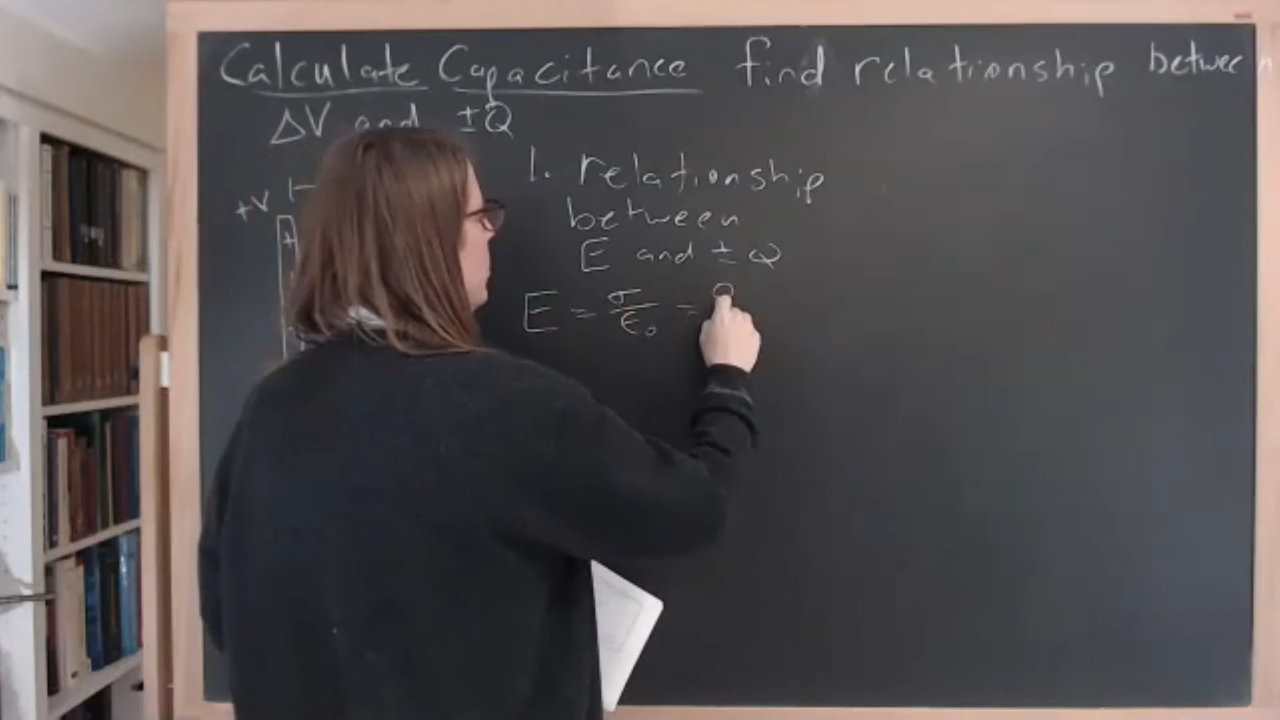 Calculate Capacitance find relationship between
ΔV and ±Q
+V
1. relationship
between
E and ± Q
E = σ/ε₀ =